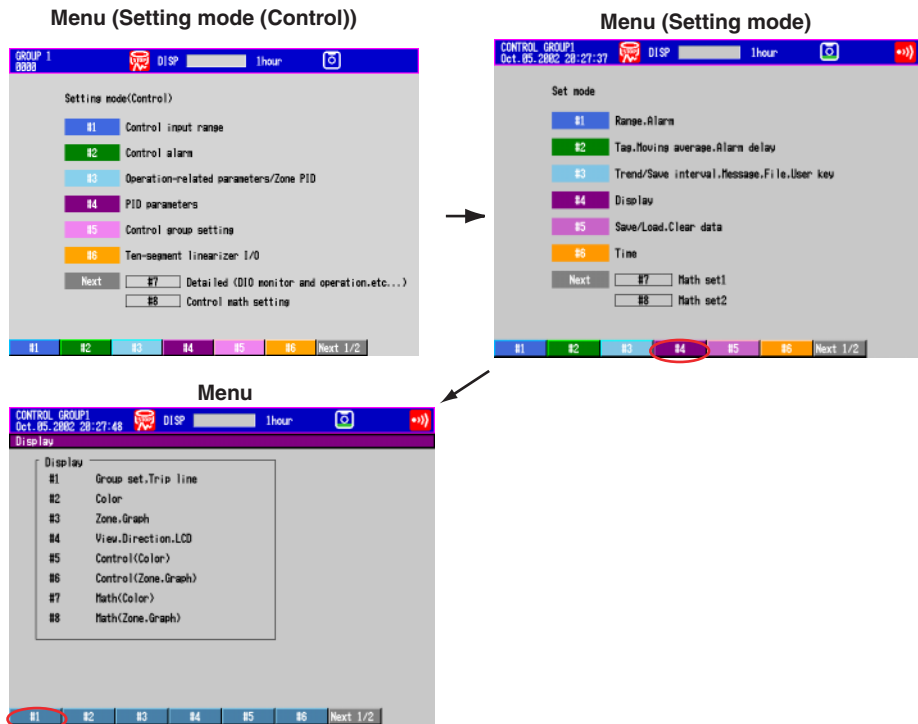 Menu (Setting mode (Control))
GROUP 1
0000
DISP
1hour
Setting mode(Control)
#1 Control input range
#2 Control alarm
#3 Operation-related parameters/Zone PID
#4 PID parameters
#5 Control group setting
#6 Ten-segment linearizer I/O
Next #7 Detailed (DIO monitor and operation.etc...)
#8 Control math setting
#1 #2 #3 #4 #5 #6 Next 1/2
Menu (Setting mode)
CONTROL GROUP1
Oct.05.2002 20:27:37
DISP
1hour
Set mode
#1 Range.Alarm
#2 Tag.Moving average.Alarm delay
#3 Trend/Save interval.Message.File.User key
#4 Display
#5 Save/Load.Clear data
#6 Time
Next #7 Math set1
#8 Math set2
#1 #2 #3 #4 #5 #6 Next 1/2
Menu
CONTROL GROUP1
Oct.05.2002 20:27:48
DISP
1hour
Display
Display
#1 Group set.Trip line
#2 Color
#3 Zone.Graph
#4 View.Direction.LCD
#5 Control(Color)
#6 Control(Zone.Graph)
#7 Math(Color)
#8 Math(Zone.Graph)
#1 #2 #3 #4 #5 #6 Next 1/2